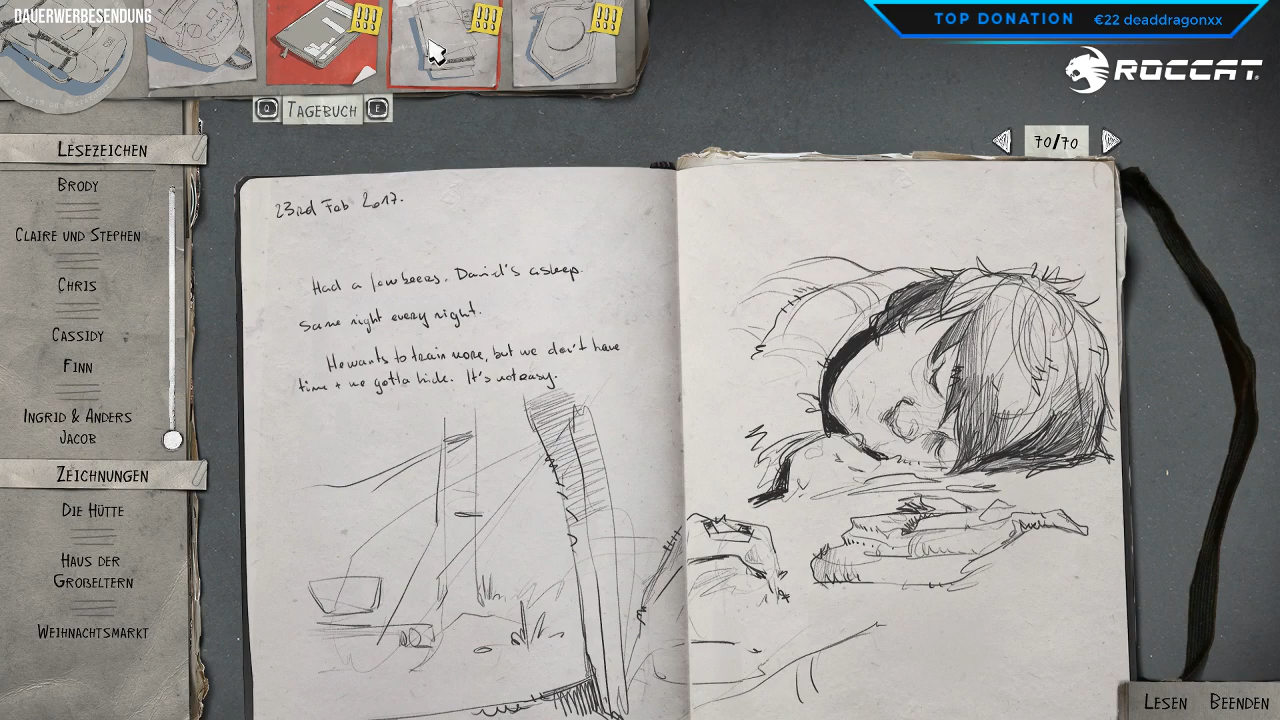 DAUERWERBESENDUNG
TOP DONATION €22 deaddragonxx
ROCCAT
Q TAGEBUCH E
LESEZEICHEN
BRODY
CLAIRE UND STEPHEN
CHRIS
CASSIDY
FINN
INGRID & ANDERS
JACOB
ZEICHNUNGEN
DIE HÜTTE
HAUS DER
GROßELTERN
WEIHNACHTSMARKT
70/70
23rd Feb 2017.
Had a few beers. Daniel's asleep.
Same night every night.
He wants to train more, but we don't have
time + we gotta hide. It's not easy.
LESEN BEENDEN